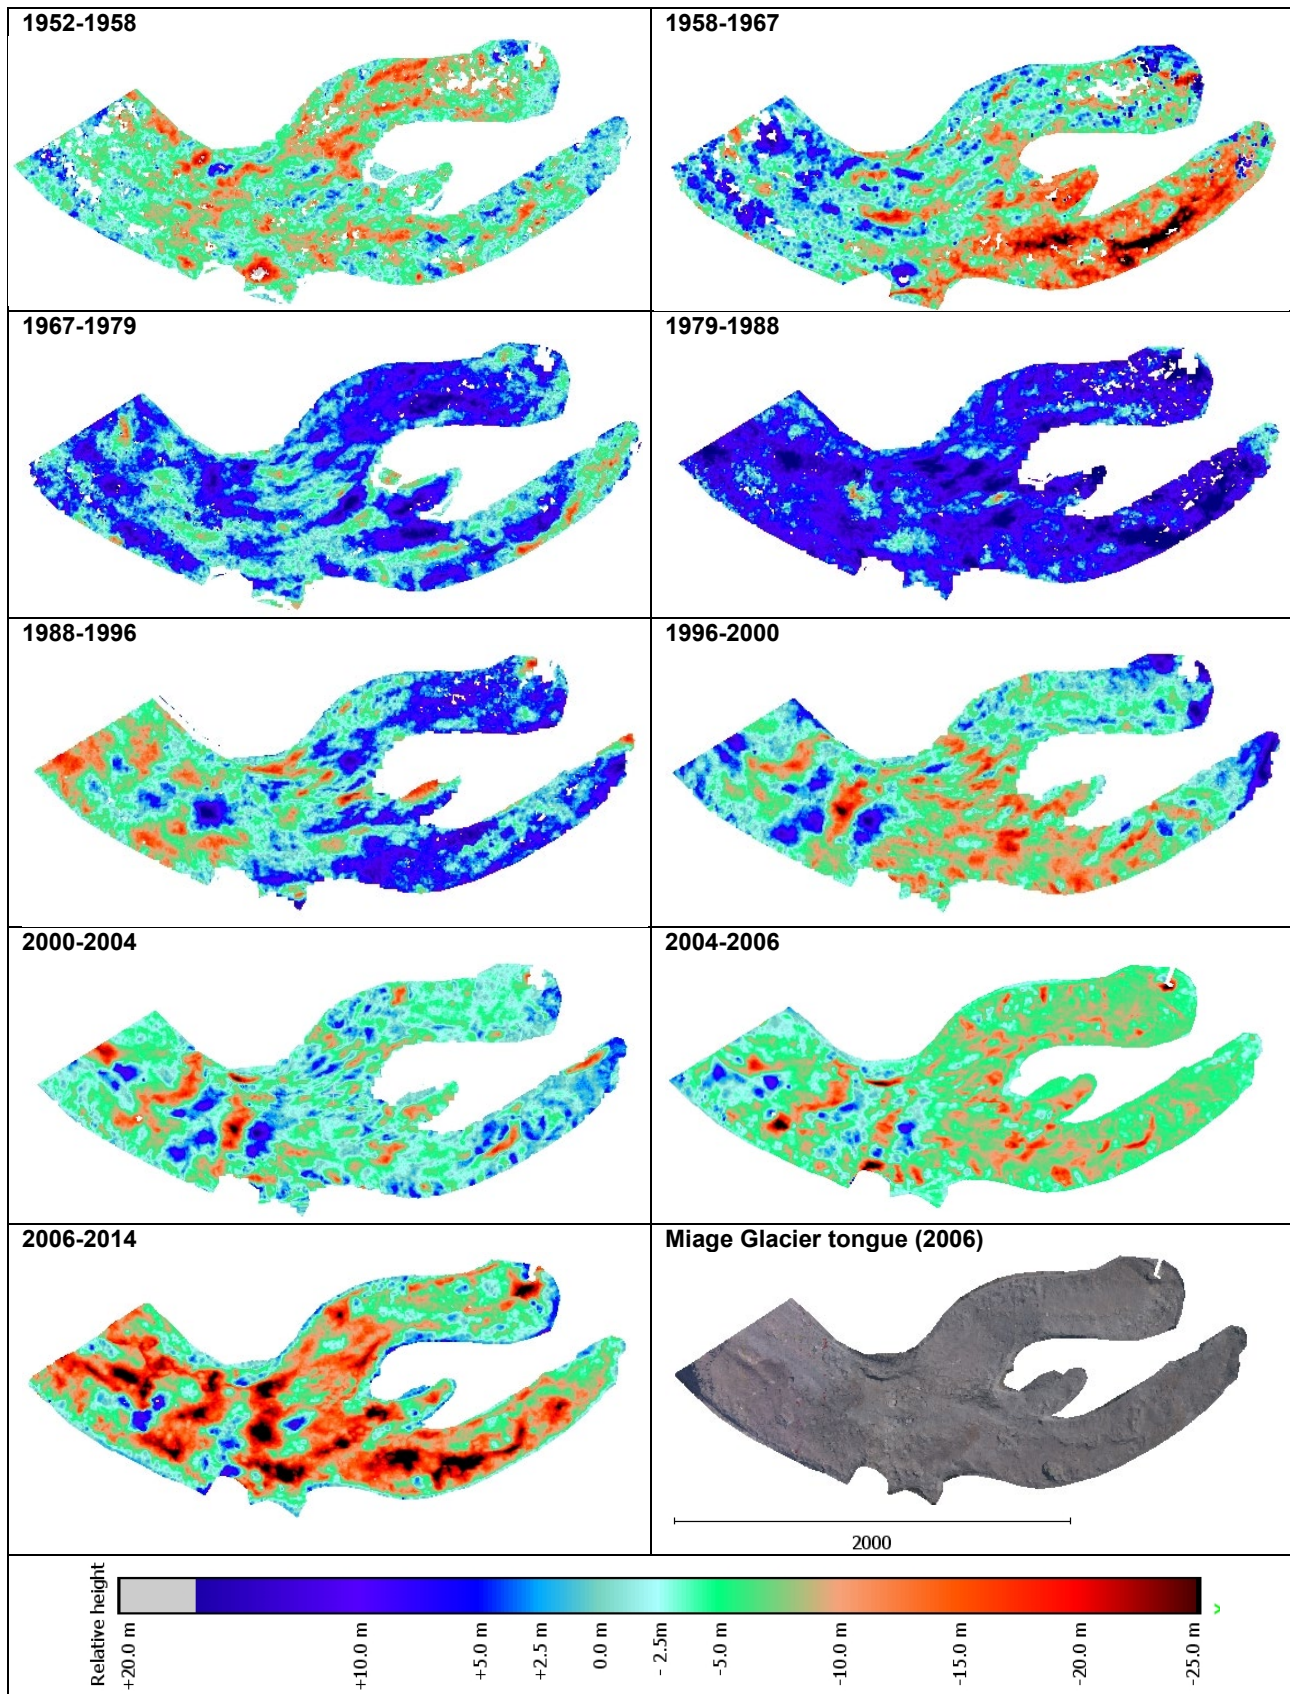 1952-1958
1958-1967
1967-1979
1979-1988
1988-1996
1996-2000
2000-2004
2004-2006
2006-2014
Miage Glacier tongue (2006)
2000
Relative height
+20.0 m
+10.0 m
+5.0 m
+2.5 m
0.0 m
- 2.5m
-5.0 m
-10.0 m
-15.0 m
-20.0 m
-25.0 m